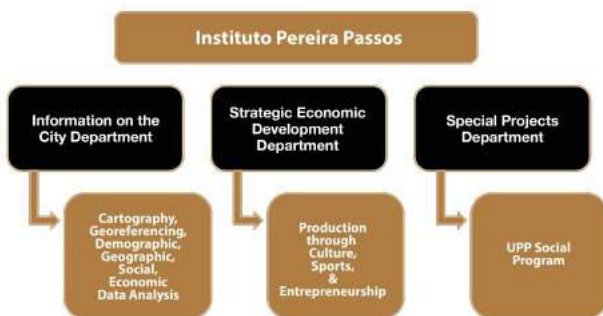 Instituto Pereira Passos
Information on the
City Department
Strategic Economic
Development
Department
Special Projects
Department
Cartography,
Georeferencing,
Demographic,
Geographic,
Social,
Economic
Data Analysis
Production
through
Culture,
Sports,
&
Entrepreneurship
UPP Social
Program